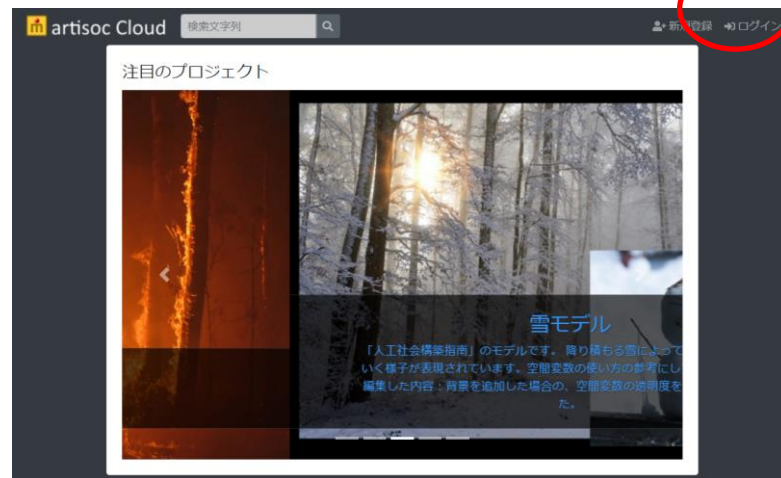 artisoc Cloud
検索文字列
新規登録
ログイン
注目のプロジェクト
雪モデル
「人工社会構築指南」のモデルです。 降り積もる雪によって
いく様子が表現されています。空間変数の使い方の参考にし
編集した内容：背景を追加した場合の、空間変数の透明度を
た。